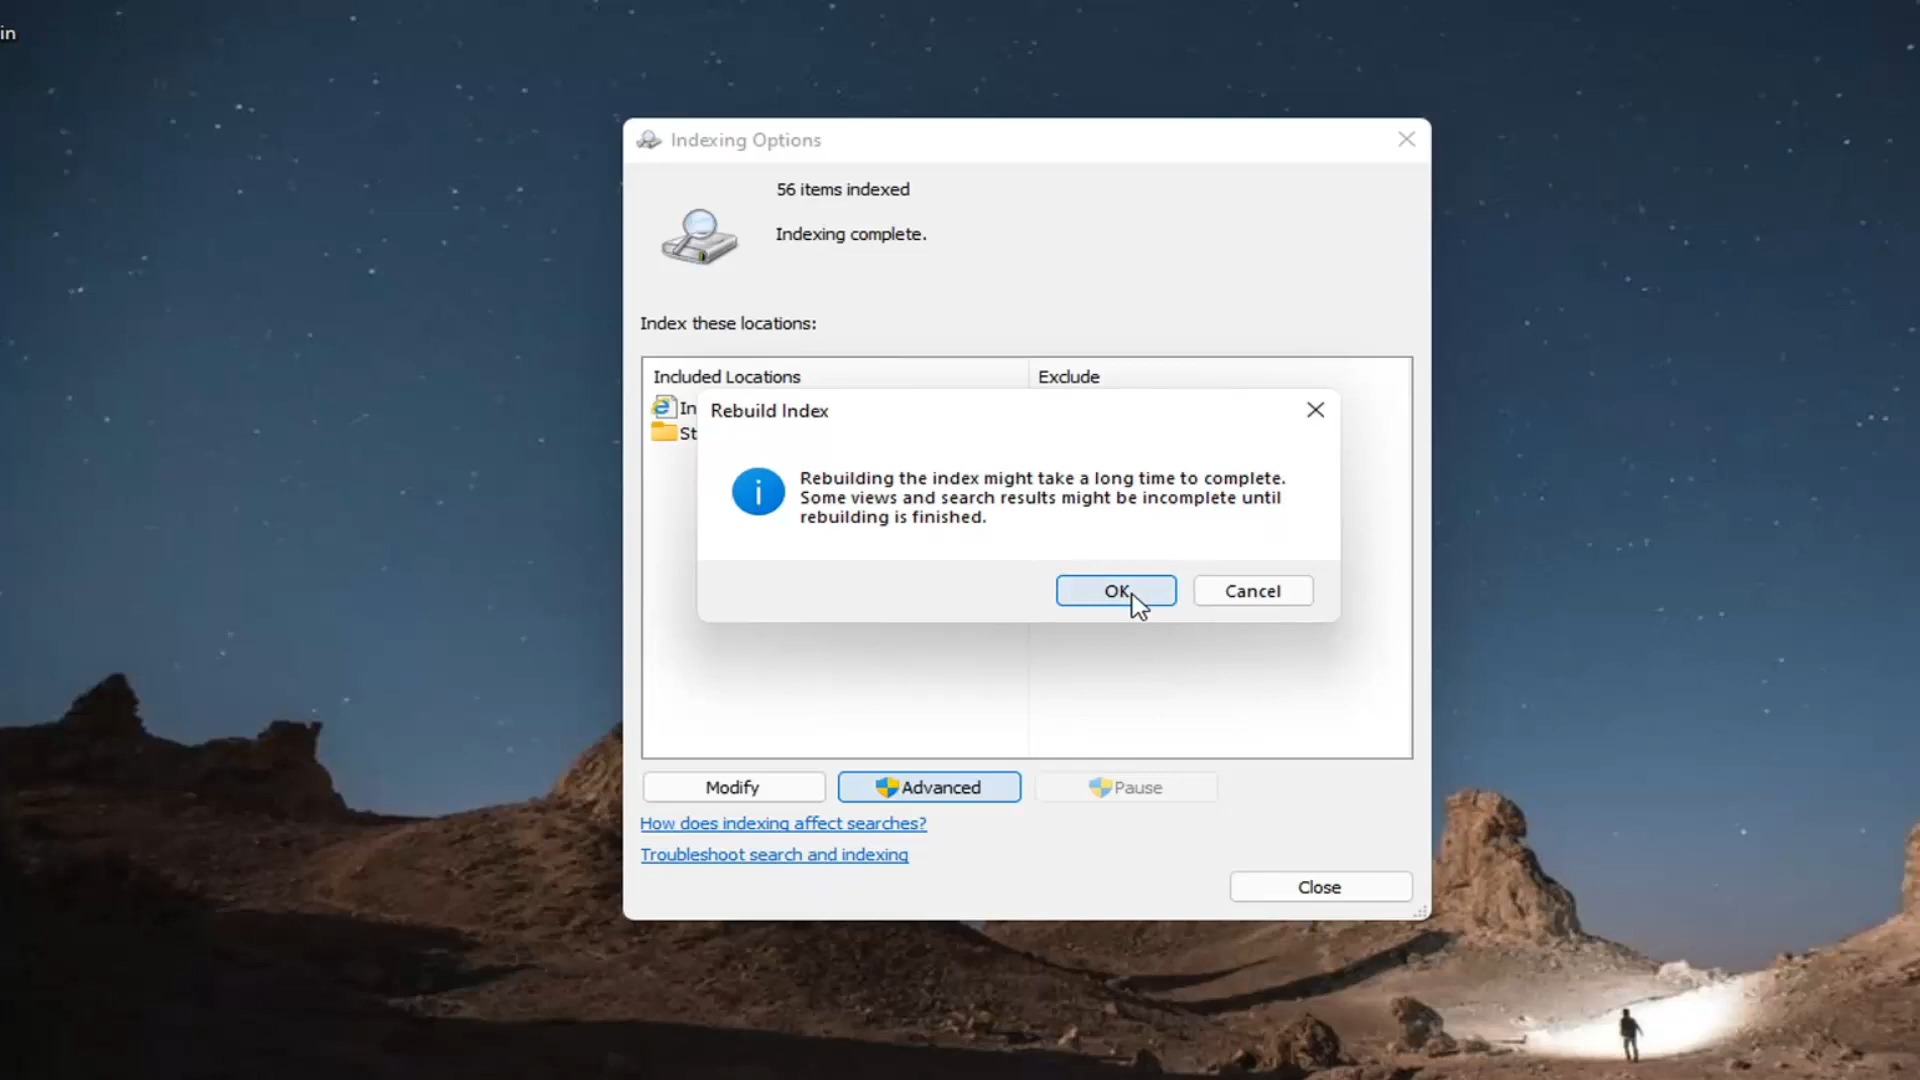 in
Indexing Options
56 items indexed
Indexing complete.
Index these locations:
Included Locations Exclude
In
St
Rebuild Index
Rebuilding the index might take a long time to complete.
Some views and search results might be incomplete until
rebuilding is finished.
OK Cancel
Modify Advanced Pause
How does indexing affect searches?
Troubleshoot search and indexing
Close